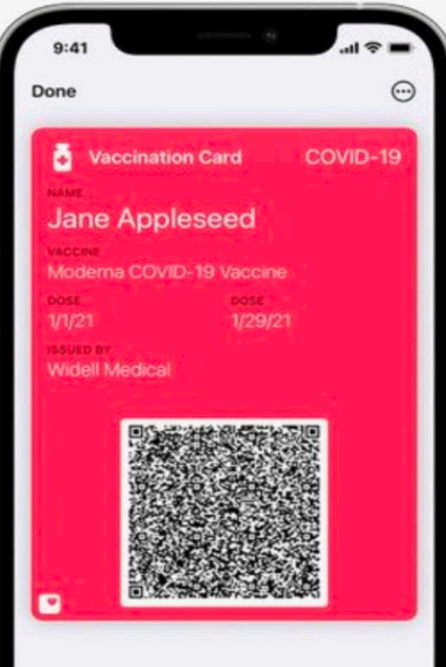 9:41
Done
Vaccination Card COVID-19
NAME
Jane Appleseed
VACCINE
Moderna COVID-19 Vaccine
DOSE DOSE
1/1/21 1/29/21
ISSUED BY
Widell Medical